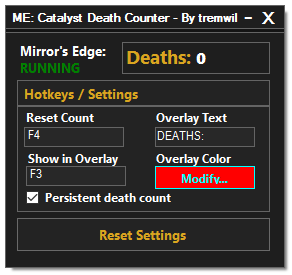 ME: Catalyst Death Counter - By tremwil – X
Mirror's Edge:
RUNNING
Deaths: 0
Hotkeys / Settings
Reset Count
F4
Overlay Text
DEATHS:
Show in Overlay
F3
Overlay Color
Modify...
Persistent death count
Reset Settings